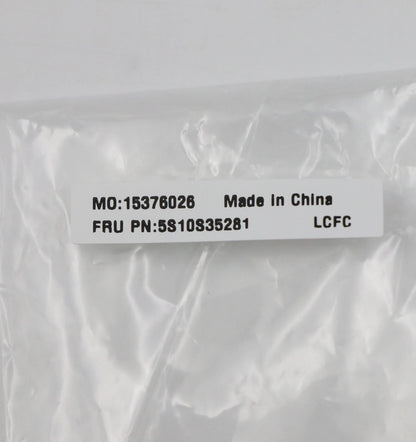 MO:15376026 Made in China
FRU PN:5S10S35281 LCFC